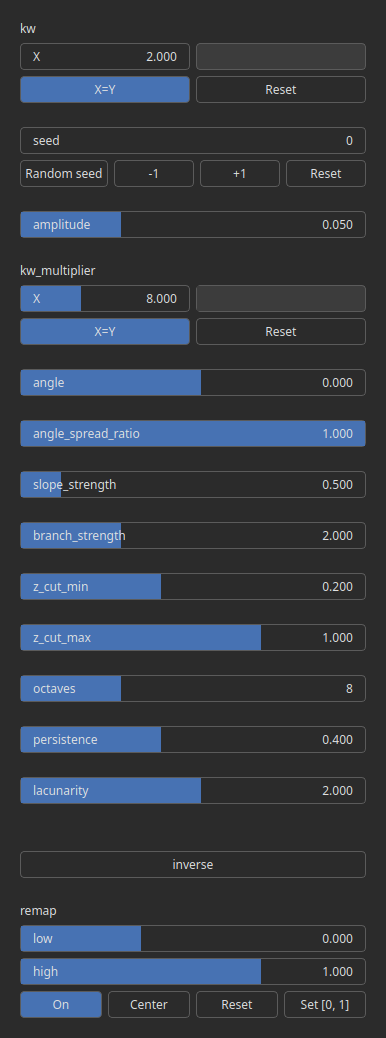 kw
X 2.000
X=Y Reset
seed 0
Random seed -1 +1 Reset
amplitude 0.050
kw_multiplier
X 8.000
X=Y Reset
angle 0.000
angle_spread_ratio 1.000
slope_strength 0.500
branch_strength 2.000
z_cut_min 0.200
z_cut_max 1.000
octaves 8
persistence 0.400
lacunarity 2.000
inverse
remap
low 0.000
high 1.000
On Center Reset Set [0, 1]